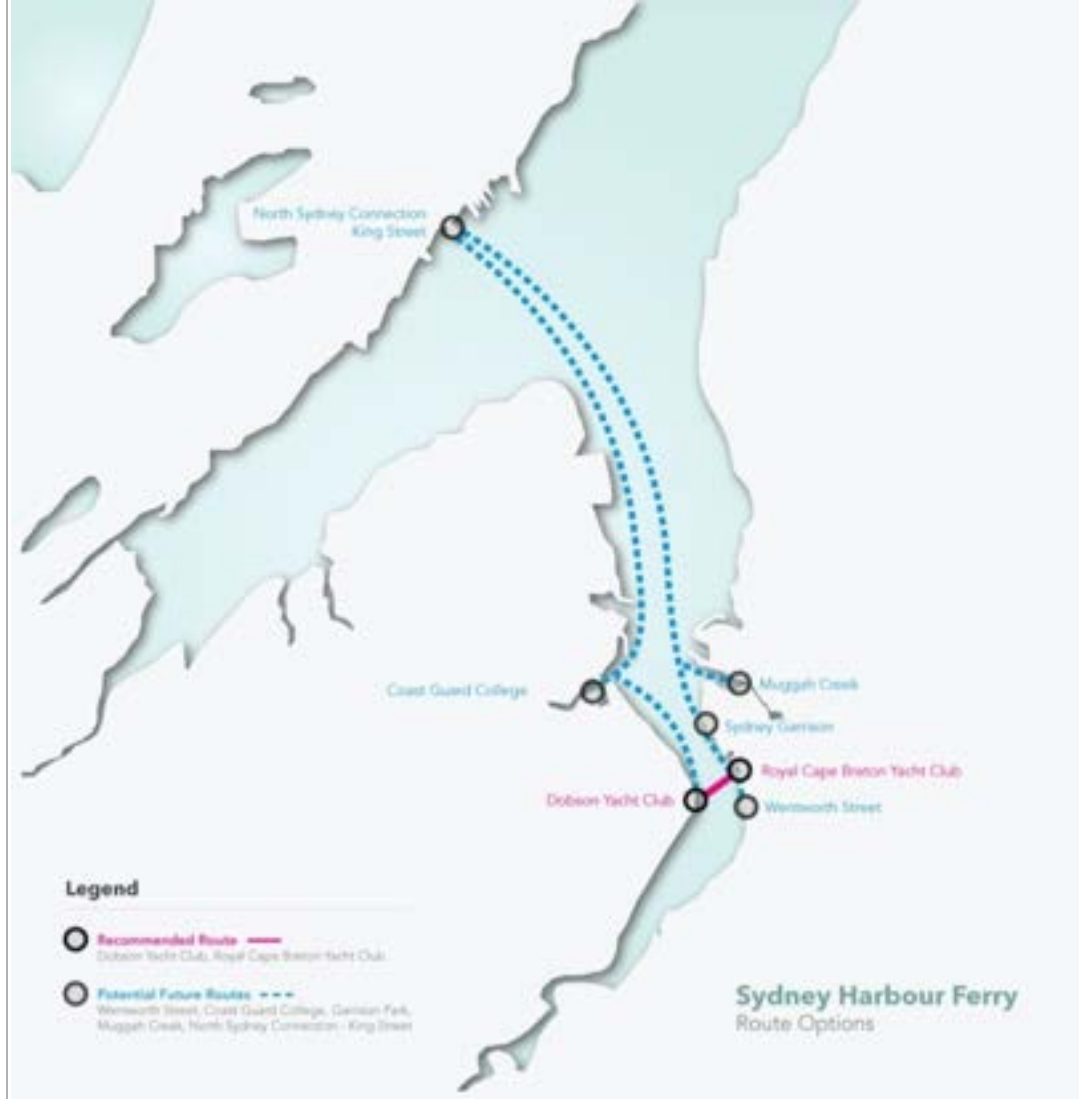 North Sydney Connection
King Street
Coast Guard College
Muggah Creek
Sydney Garrison
Royal Cape Breton Yacht Club
Dobson Yacht Club
Wentworth Street
Legend
Recommended Route
Dobson Yacht Club, Royal Cape Breton Yacht Club
Potential Future Routes
Wentworth Street, Coast Guard College, Garrison Park,
Muggah Creek, North Sydney Connection - King Street
Sydney Harbour Ferry
Route Options